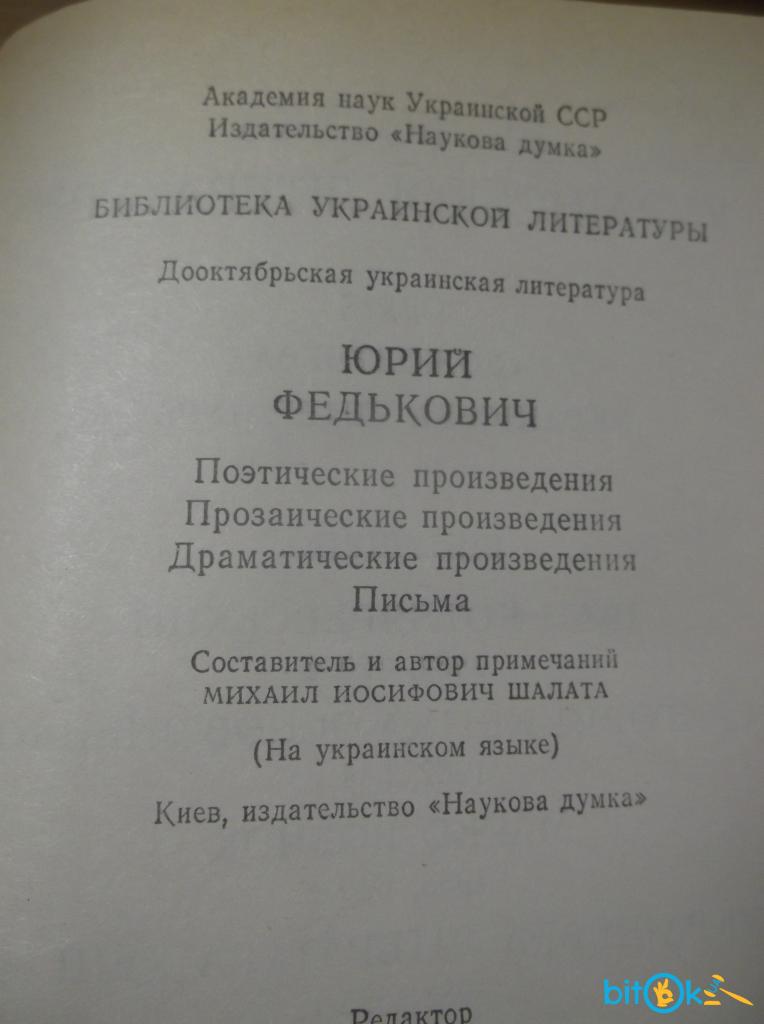 Академия наук Украинской ССР
Издательство «Наукова думка»
БИБЛИОТЕКА УКРАИНСКОЙ ЛИТЕРАТУРЫ
Дооктябрьская украинская литература
ЮРИЙ
ФЕДЬКОВИЧ
Поэтические произведения
Прозаические произведения
Драматические произведения
Письма
Составитель и автор примечаний
МИХАИЛ ИОСИФОВИЧ ШАЛАТА
(На украинском языке)
Киев, издательство «Наукова думка»
Редактор
bitOk